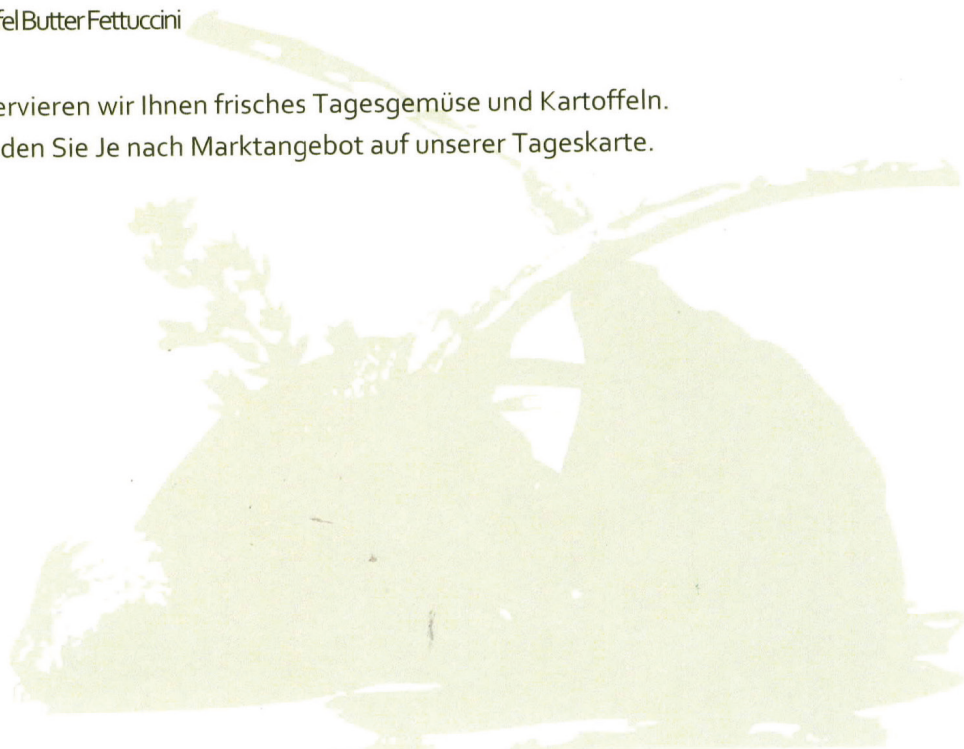 fel Butter Fettuccini
ervieren wir Ihnen frisches Tagesgemüse und Kartoffeln.
den Sie Je nach Marktangebot auf unserer Tageskarte.